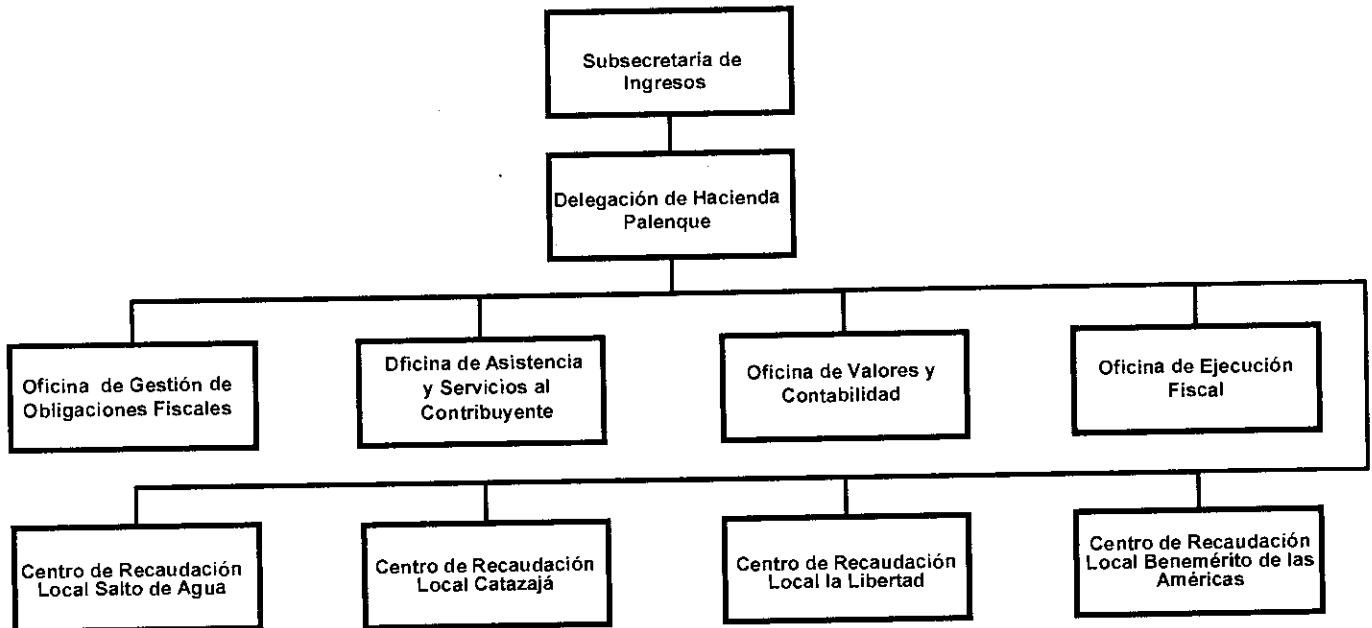 Subsecretaría de
Ingresos
Delegación de Hacienda
Palenque
Oficina de Gestión de
Obligaciones Fiscales
Dficina de Asistencia
y Servicios al
Contribuyente
Oficina de Valores y
Contabilidad
Oficina de Ejecución
Fiscal
Centro de Recaudación
Local Salto de Agua
Centro de Recaudación
Local Catazajá
Centro de Recaudación
Local la Libertad
Centro de Recaudación
Local Benemérito de las
Américas